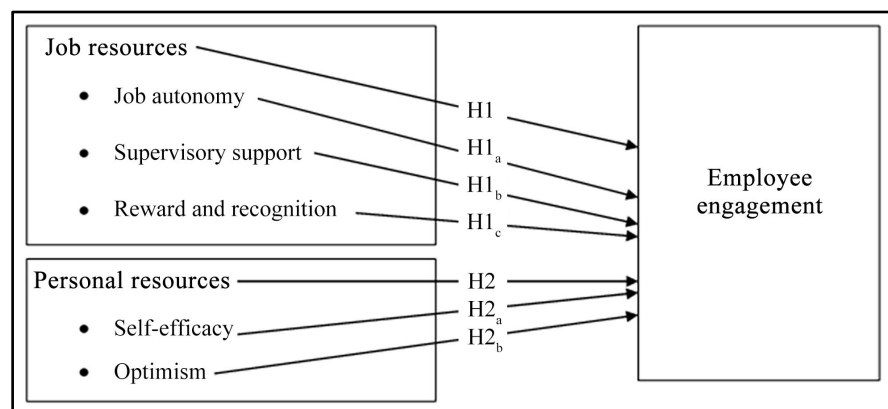 Job resources
• Job autonomy
• Supervisory support
• Reward and recognition
H1
H1a
H1b
H1c
Personal resources
• Self-efficacy
• Optimism
H2
H2a
H2b
Employee
engagement